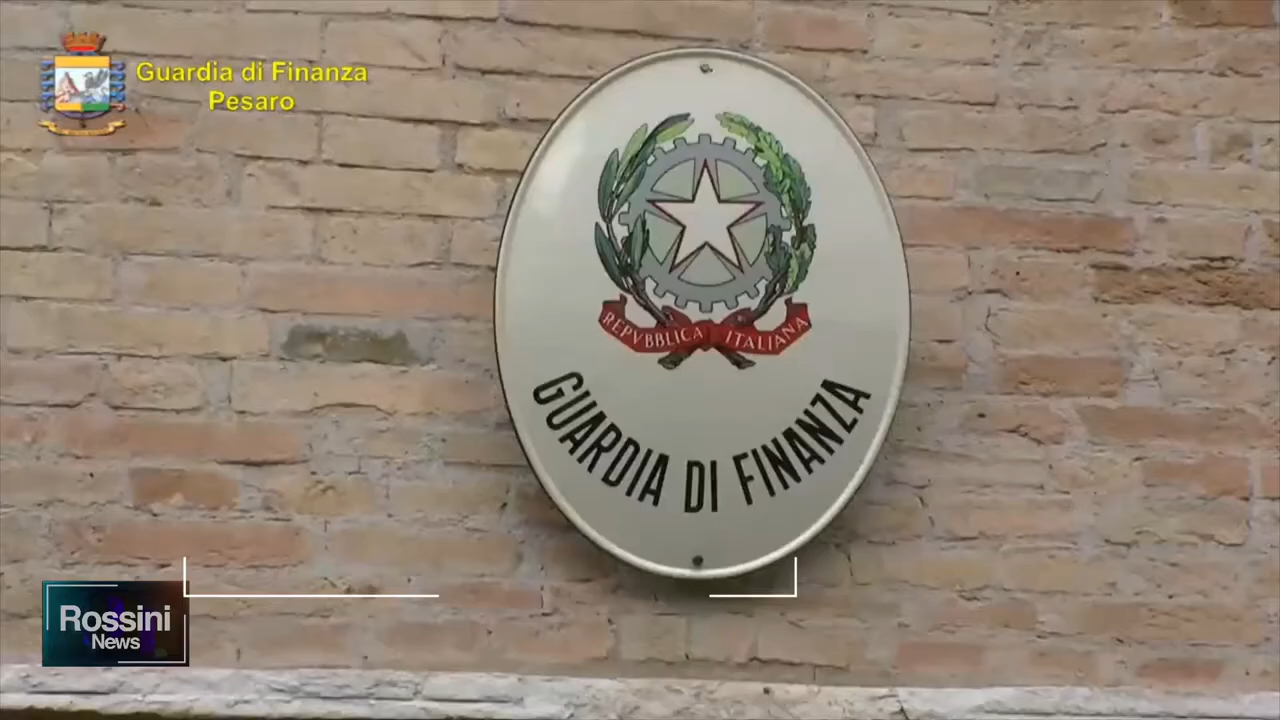 Guardia di Finanza
Pesaro
REPVBBLICA ITALIANA
GUARDIA DI FINANZA
Rossini
News